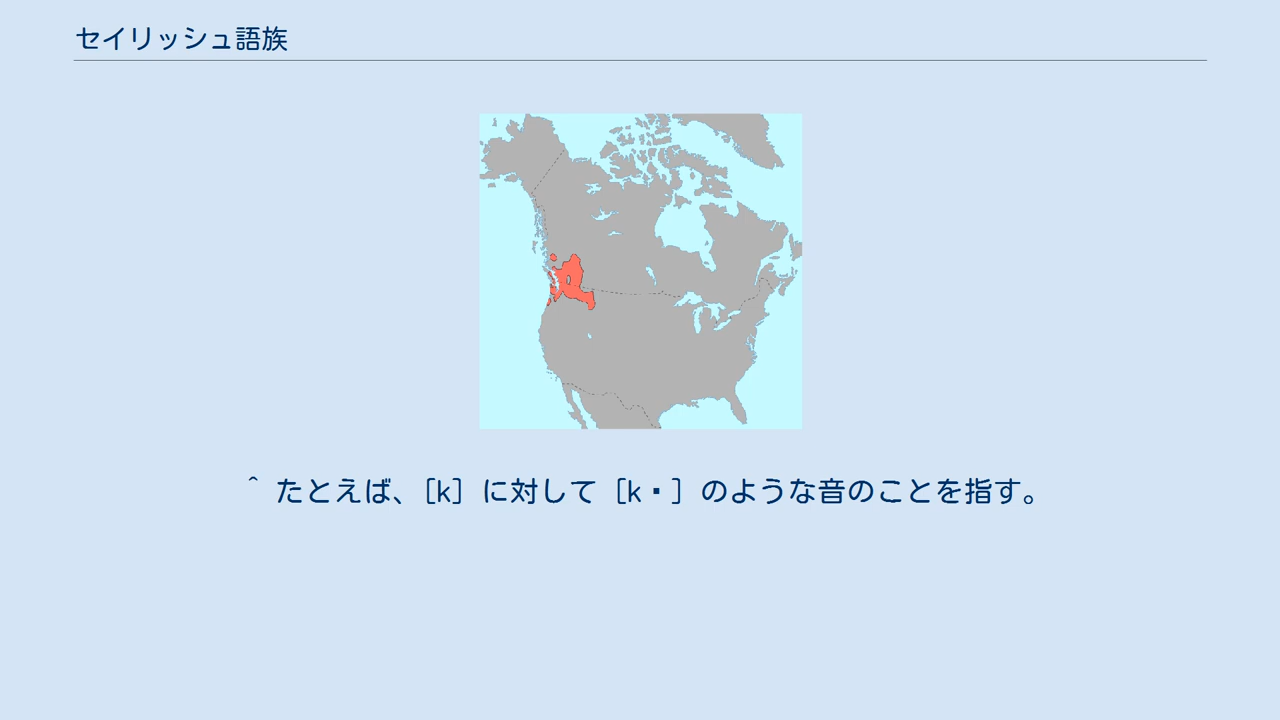 セイリッシュ語族
^ たとえば、[k] に対して [k▪] のような音のことを指す。